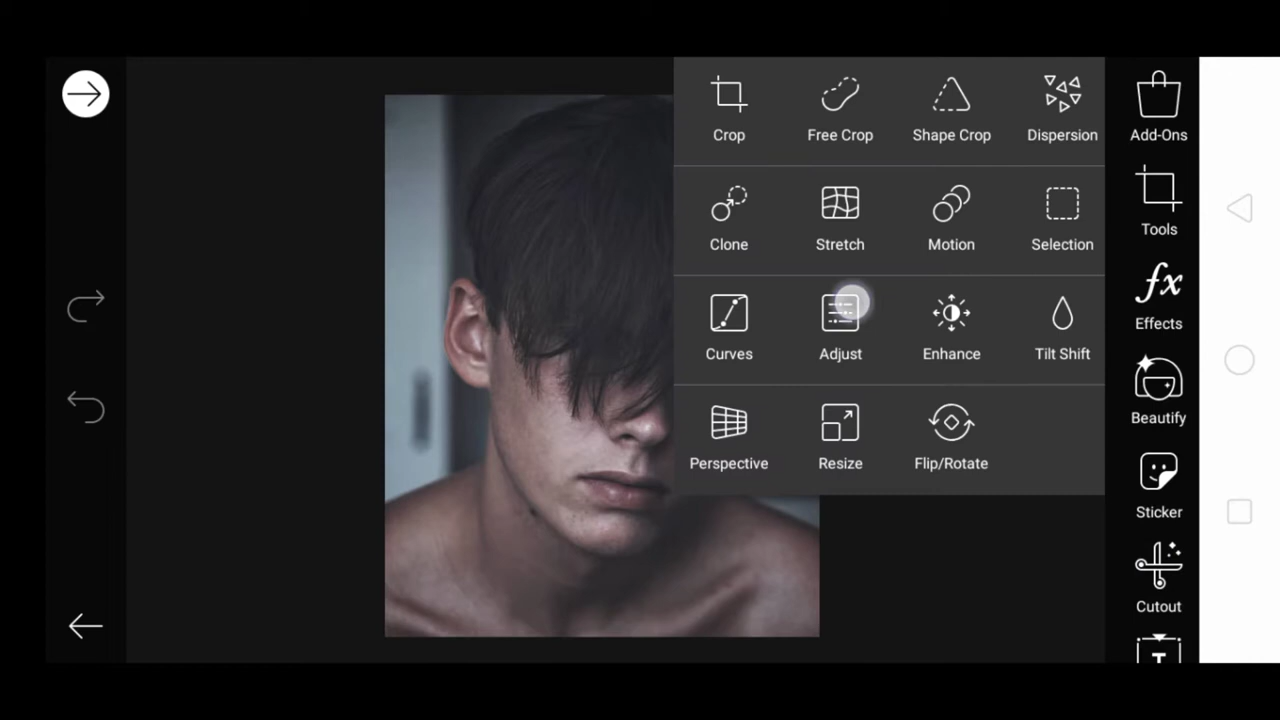 Crop Free Crop Shape Crop Dispersion
Clone Stretch Motion Selection
Curves Adjust Enhance Tilt Shift
Perspective Resize Flip/Rotate
Add-Ons
Tools
fx
Effects
Beautify
Sticker
Cutout
T